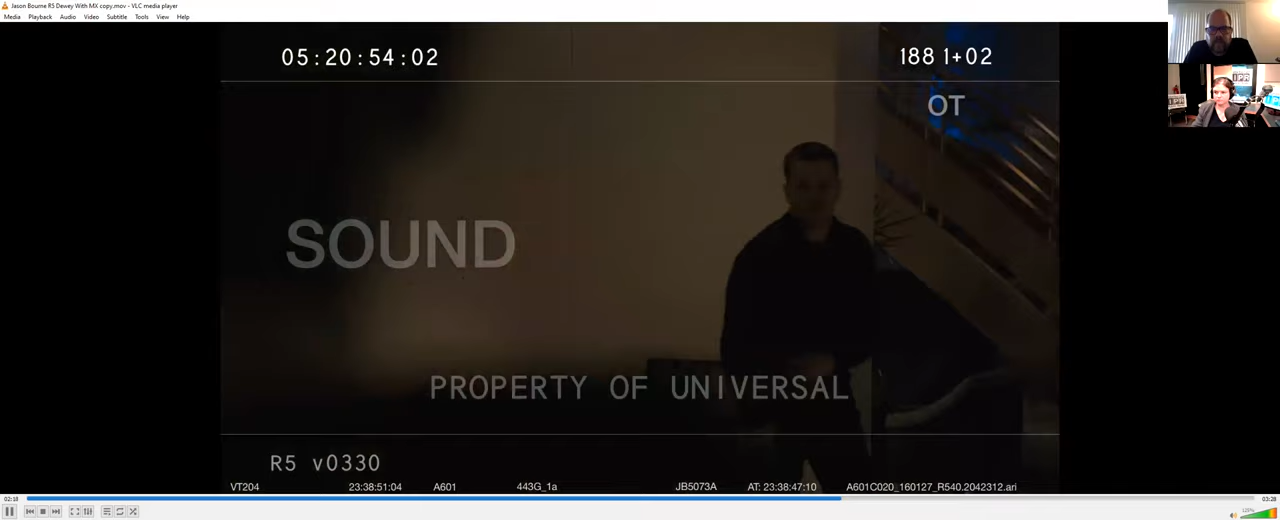 Jason Bourne R5 Dewey With MX copy.mov - VLC media player
Media Playback Audio Video Subtitle Tools View Help
05:20:54:02
188 1+02
OT
SOUND
PROPERTY OF UNIVERSAL
R5 v0330
VT204 23:38:51:04 A601 443G_1a JB5073A AT: 23:38:47:10 A601C020_160127_R540.2042312.ari
02:18
03:28
UPR